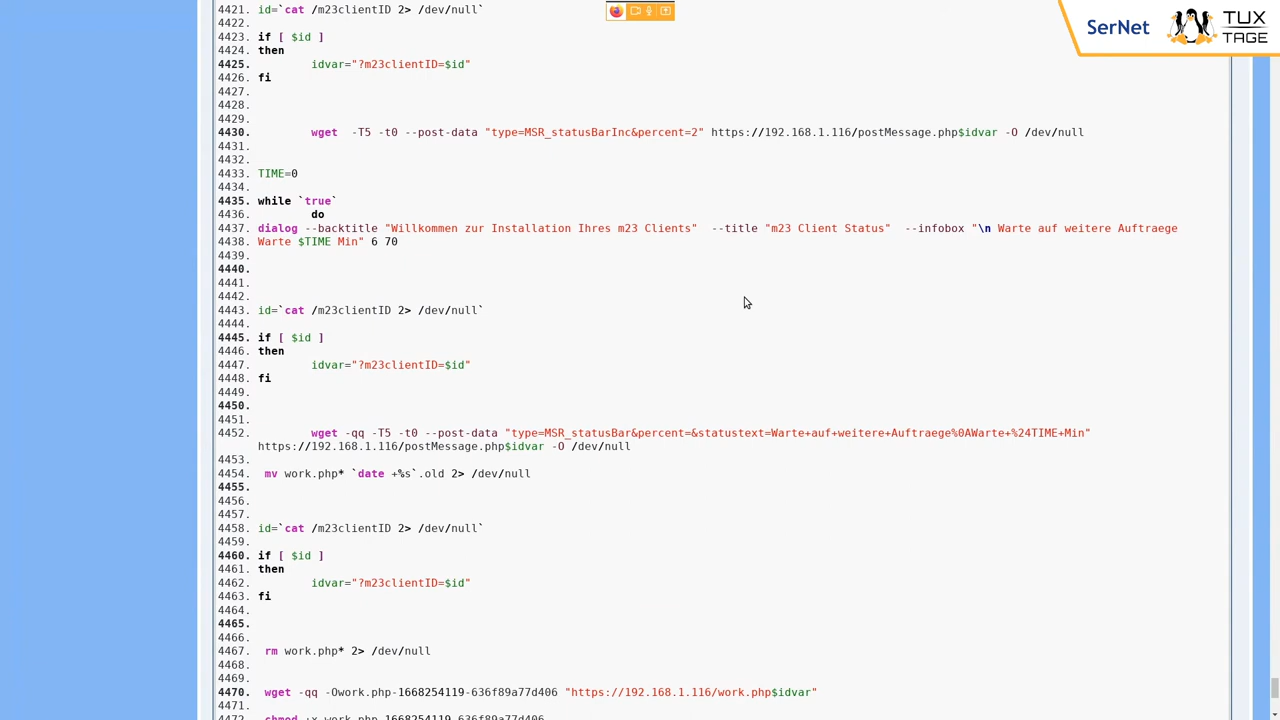 SerNet
TUX
TAGE
4421. id=`cat /m23clientID 2> /dev/null`
4422.
4423. if [ $id ]
4424. then
4425. idvar="?m23clientID=$id"
4426. fi
4427.
4428.
4429.
4430. wget -T5 -t0 --post-data "type=MSR_statusBarInc&percent=2" https://192.168.1.116/postMessage.php$idvar -O /dev/null
4431.
4432.
4433. TIME=0
4434.
4435. while `true`
4436. do
4437. dialog --backtitle "Willkommen zur Installation Ihres m23 Clients" --title "m23 Client Status" --infobox "\n Warte auf weitere Auftraege
4438. Warte $TIME Min" 6 70
4439.
4440.
4441.
4442.
4443. id=`cat /m23clientID 2> /dev/null`
4444.
4445. if [ $id ]
4446. then
4447. idvar="?m23clientID=$id"
4448. fi
4449.
4450.
4451.
4452. wget -qq -T5 -t0 --post-data "type=MSR_statusBar&percent=&statustext=Warte+auf+weitere+Auftraege%0AWarte+%24TIME+Min"
https://192.168.1.116/postMessage.php$idvar -O /dev/null
4453.
4454. mv work.php* `date +%s`.old 2> /dev/null
4455.
4456.
4457.
4458. id=`cat /m23clientID 2> /dev/null`
4459.
4460. if [ $id ]
4461. then
4462. idvar="?m23clientID=$id"
4463. fi
4464.
4465.
4466.
4467. rm work.php* 2> /dev/null
4468.
4469.
4470. wget -qq -Owork.php-1668254119-636f89a77d406 "https://192.168.1.116/work.php$idvar"
4471.
4472. chmod +x work.php-1668254119-636f89a77d406